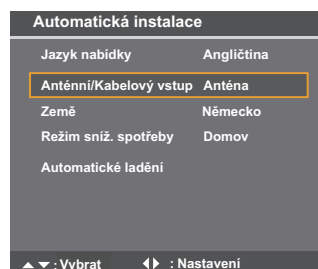 Automatická instalace
Jazyk nabídky Angličtina
Anténní/Kabelový vstup Anténa
Země Německo
Režim sniž. spotřeby Domov
Automatické ladění
▲ ▼ : Vybrat ◀ ▶ : Nastavení